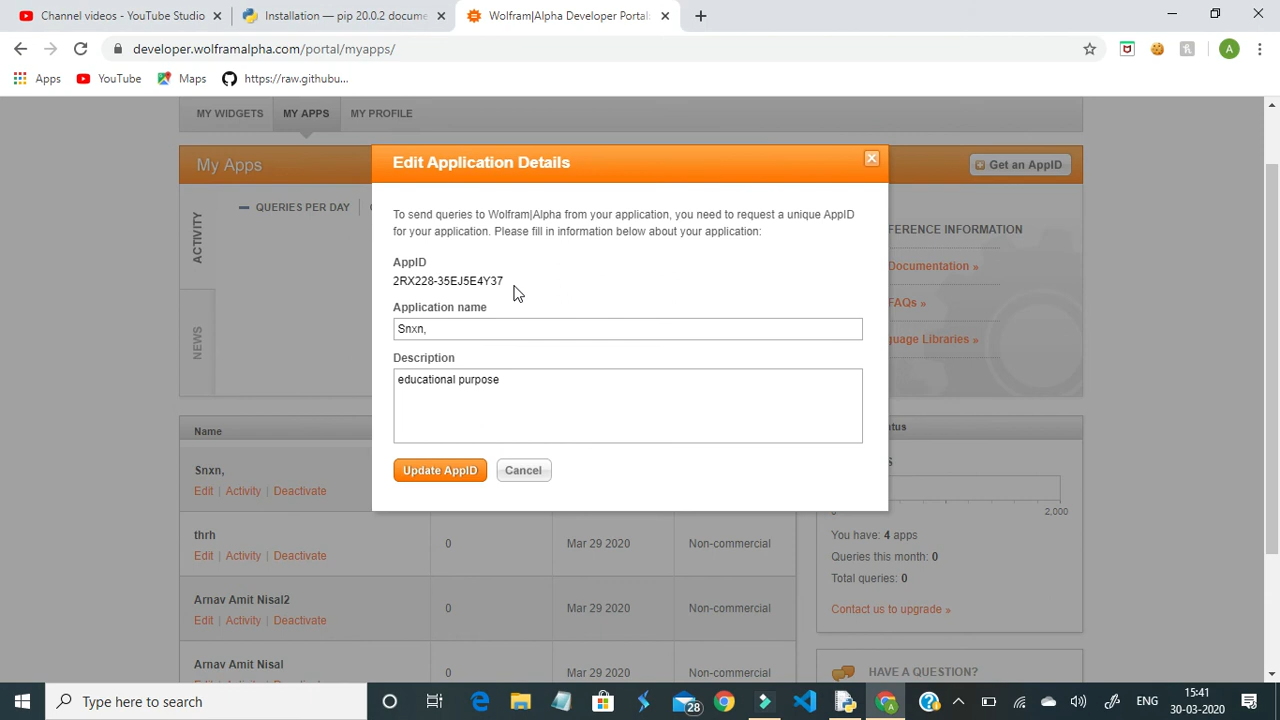 Channel videos - YouTube Studio
Installation — pip 20.0.2 docume
Wolfram|Alpha Developer Portal
developer.wolframalpha.com/portal/myapps/
A
Apps YouTube Maps https://raw.githubu...
MY WIDGETS MY APPS MY PROFILE
My Apps
Get an AppID
Edit Application Details
ACTIVITY
QUERIES PER DAY
To send queries to Wolfram|Alpha from your application, you need to request a unique AppID
for your application. Please fill in information below about your application:
AppID
2RX228-35EJ5E4Y37
Application name
Snxn,
Description
educational purpose
Update AppID Cancel
ERENCE INFORMATION
Documentation »
FAQs »
guage Libraries »
NEWS
Name
Snxn,
Edit | Activity | Deactivate
thrh 0 Mar 29 2020 Non-commercial
Edit | Activity | Deactivate
Arnav Amit Nisal2 0 Mar 29 2020 Non-commercial
Edit | Activity | Deactivate
Arnav Amit Nisal 0 Mar 29 2020 Non-commercial
atus
S
2,000
You have: 4 apps
Queries this month: 0
Total queries: 0
Contact us to upgrade »
HAVE A QUESTION?
Type here to search
28
ENG
15:41
30-03-2020